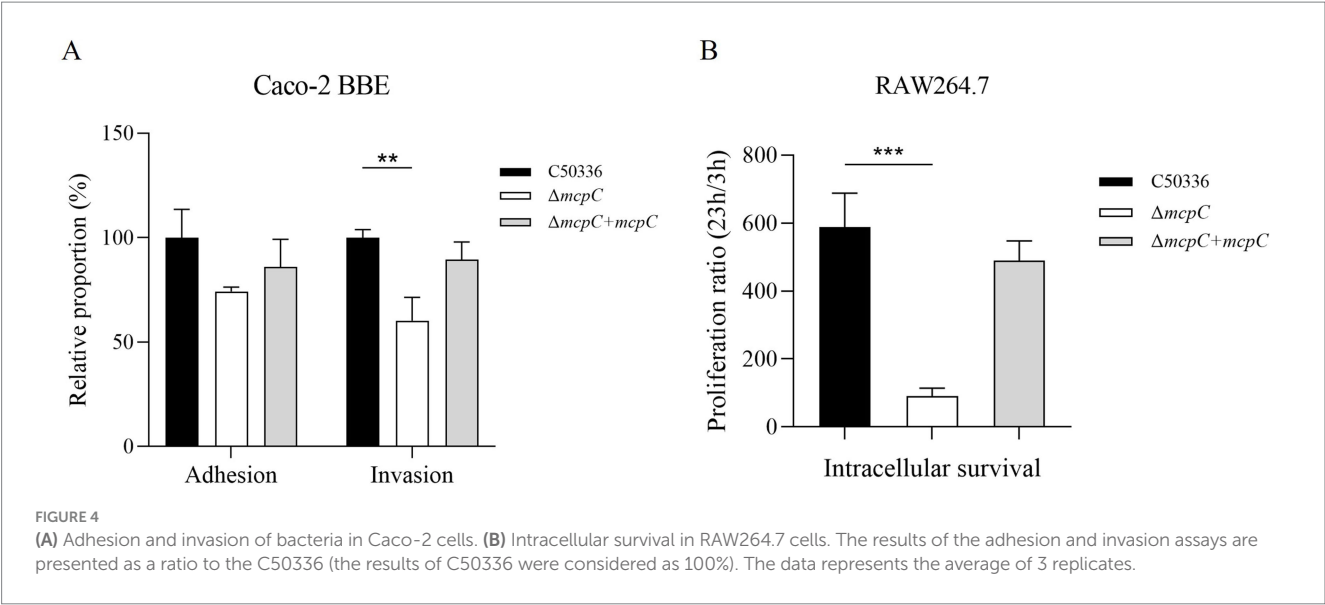 A
Caco-2 BBE
Relative proportion (%)
150
100
50
0
**
Adhesion
Invasion
C50336
ΔmcpC
ΔmcpC+mcpC
B
RAW264.7
Proliferation ratio (23h/3h)
800
600
400
200
0
***
Intracellular survival
C50336
ΔmcpC
ΔmcpC+mcpC
FIGURE 4
(A) Adhesion and invasion of bacteria in Caco-2 cells. (B) Intracellular survival in RAW264.7 cells. The results of the adhesion and invasion assays are
presented as a ratio to the C50336 (the results of C50336 were considered as 100%). The data represents the average of 3 replicates.